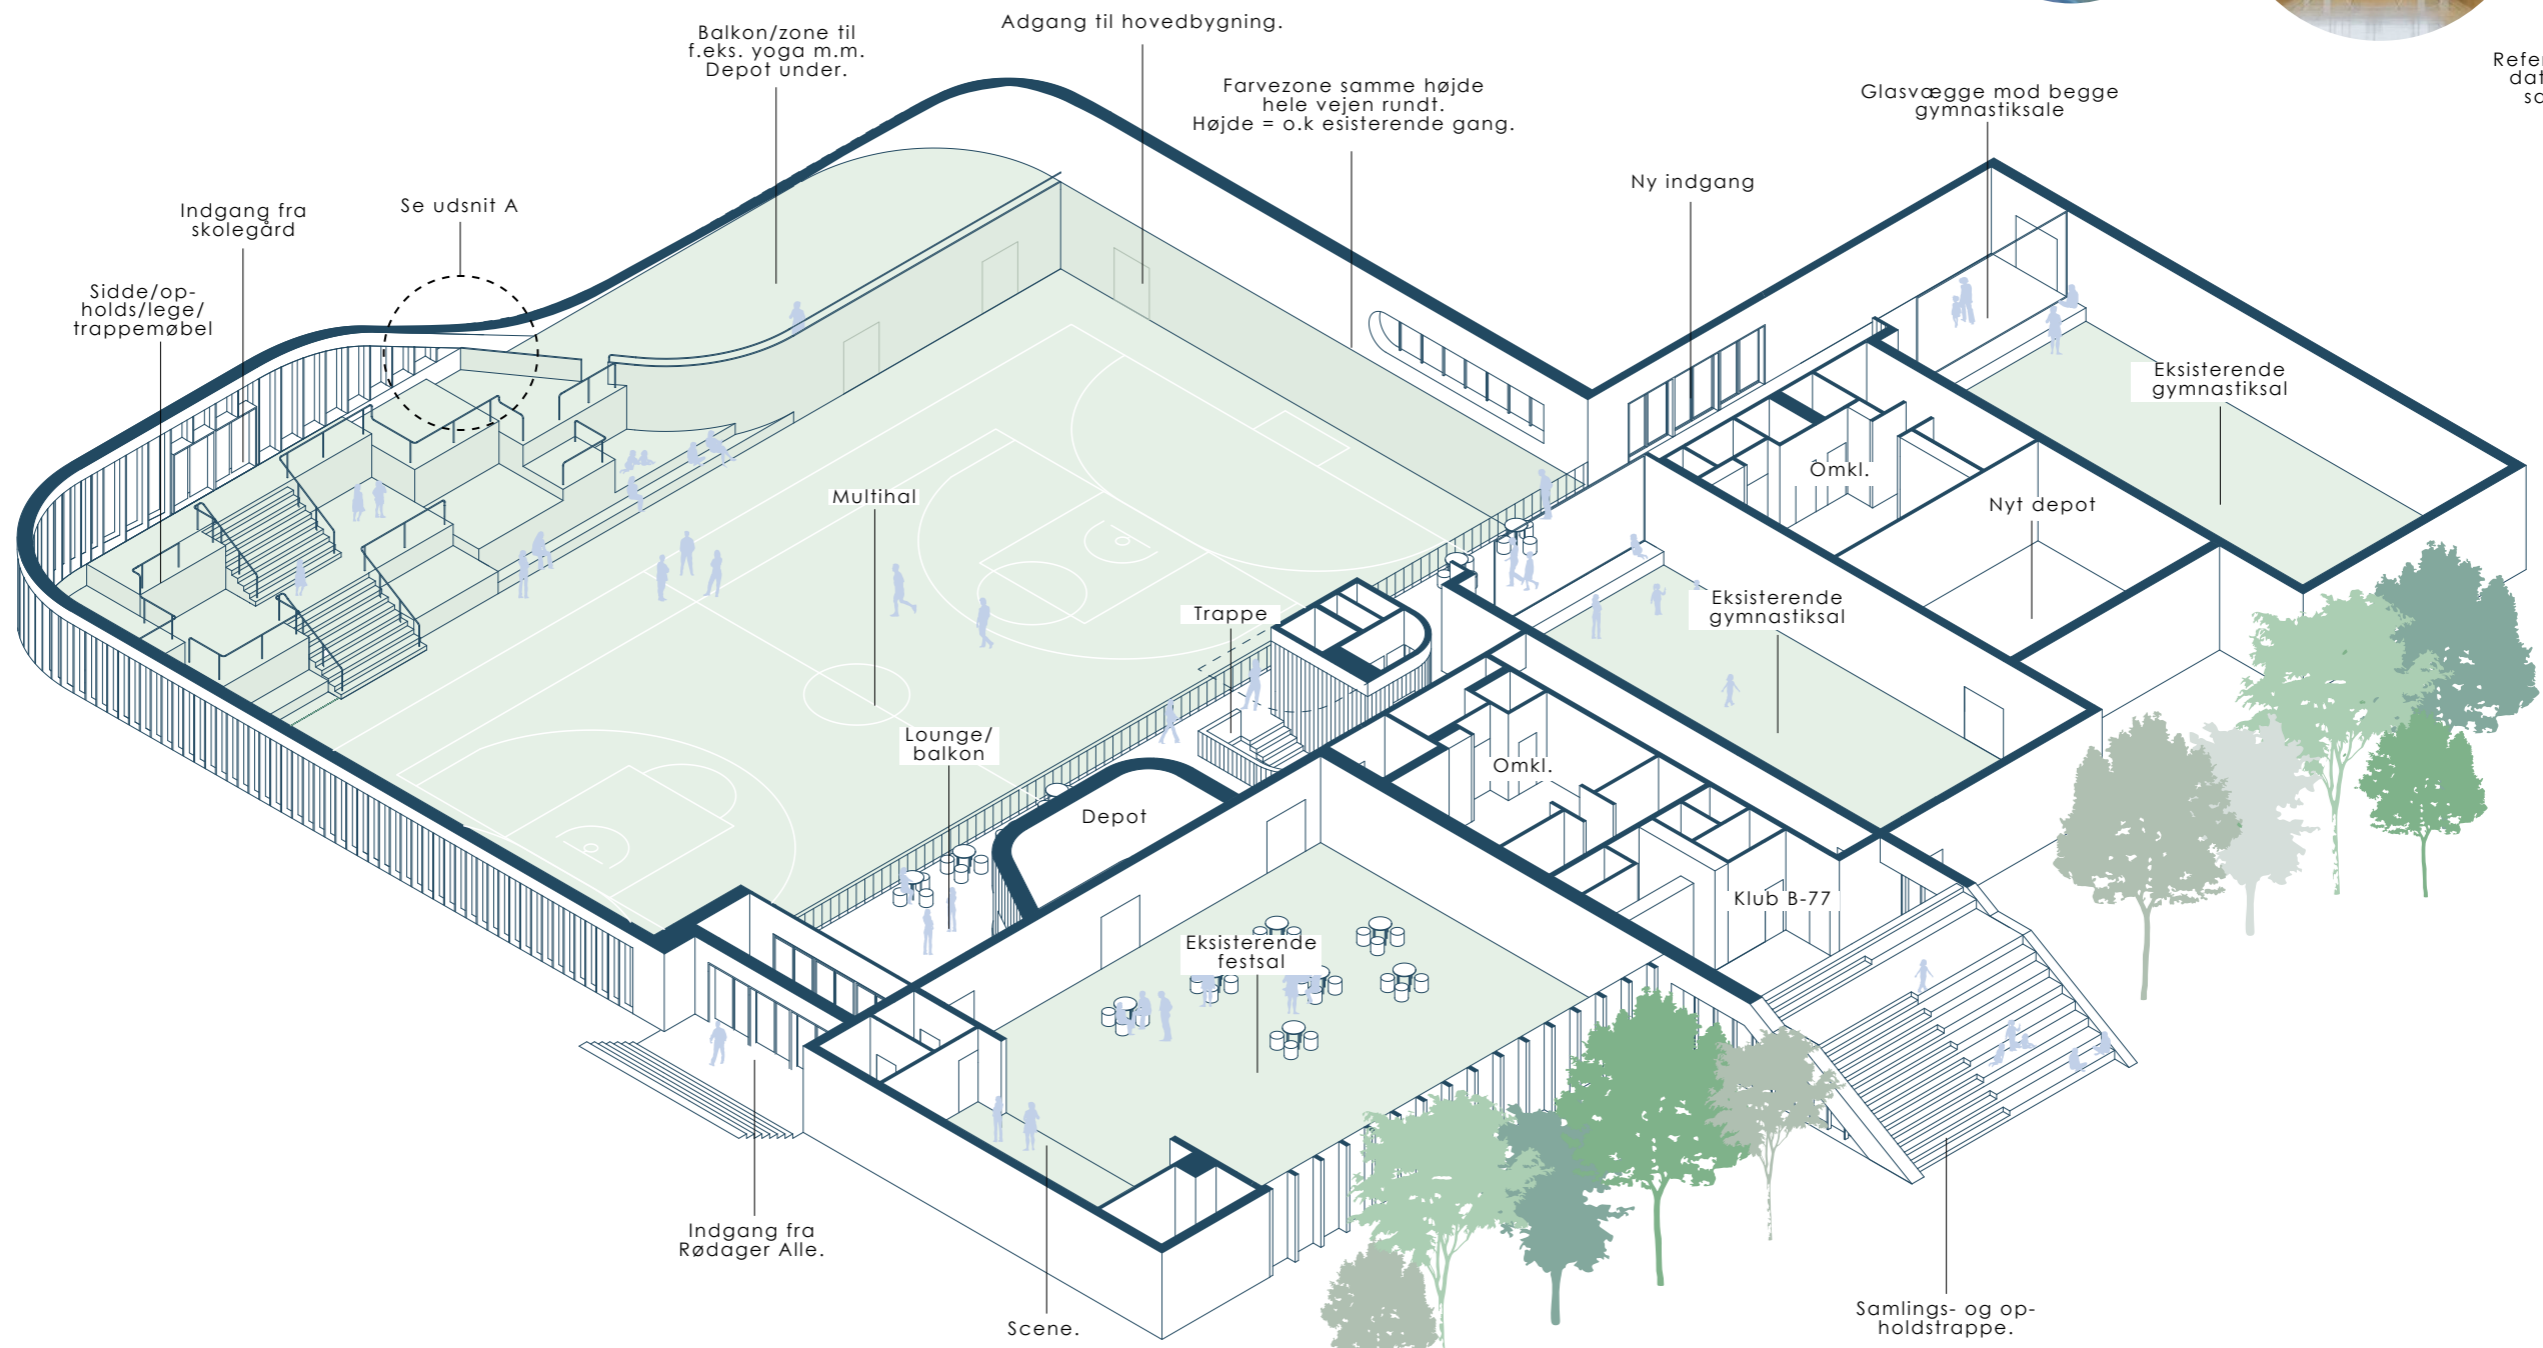 Adgang til hovedbygning.
Balkon/zone til
f.eks. yoga m.m.
Depot under.
Farvezone samme højde
hele vejen rundt.
Højde = o.k esisterende gang.
Glasvægge mod begge
gymnastiksale
Ny indgang
Indgang fra
skolegård
Se udsnit A
Sidde/op-
holds/lege/
trappemøbel
Eksisterende
gymnastiksal
Omkl.
Nyt depot
Multihal
Eksisterende
gymnastiksal
Trappe
Lounge/
balkon
Omkl.
Depot
Klub B-77
Eksisterende
festsal
Indgang fra
Rødager Alle.
Scene.
Samlings- og op-
holdstrappe.